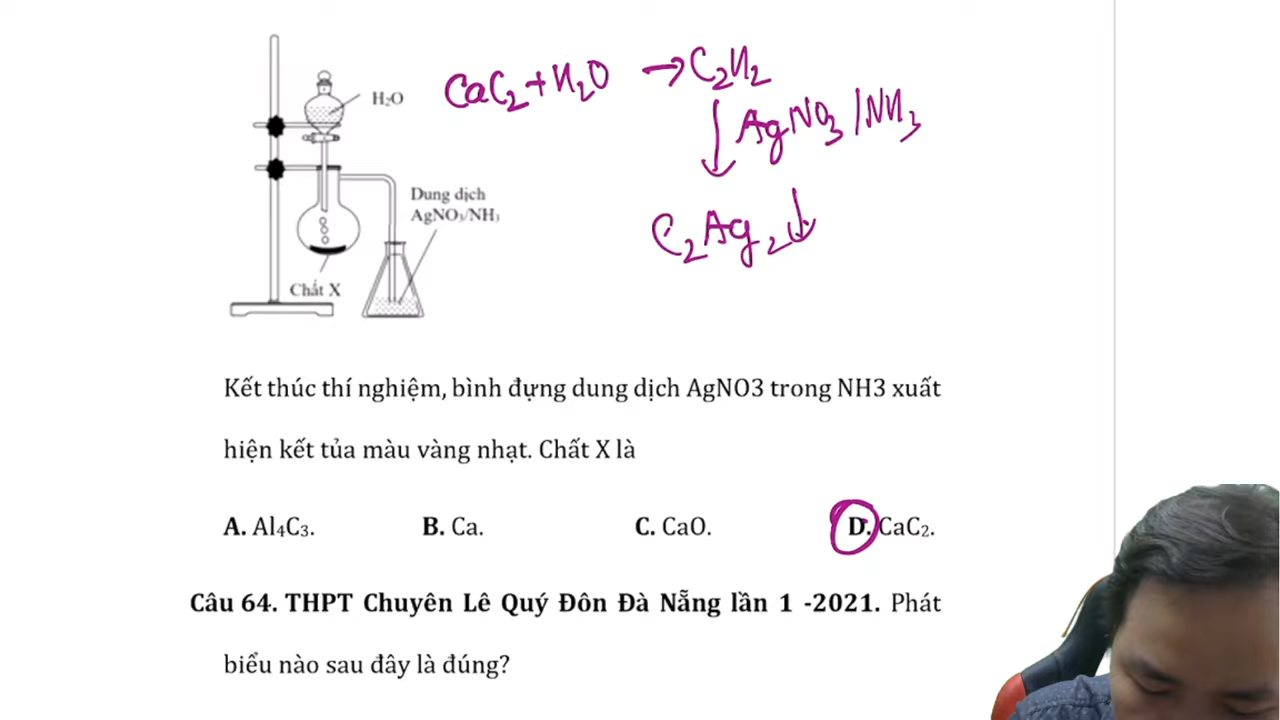 CaC₂ + H₂O → C₂H₂
H₂O
↓ AgNO₃/NH₃
Dung dịch
AgNO₃/NH₃
C₂Ag₂↓
Chất X
Kết thúc thí nghiệm, bình đựng dung dịch AgNO3 trong NH3 xuất
hiện kết tủa màu vàng nhạt. Chất X là
A. Al₄C₃. B. Ca. C. CaO. D. CaC₂.
Câu 64. THPT Chuyên Lê Quý Đôn Đà Nẵng lần 1 -2021. Phát
biểu nào sau đây là đúng?